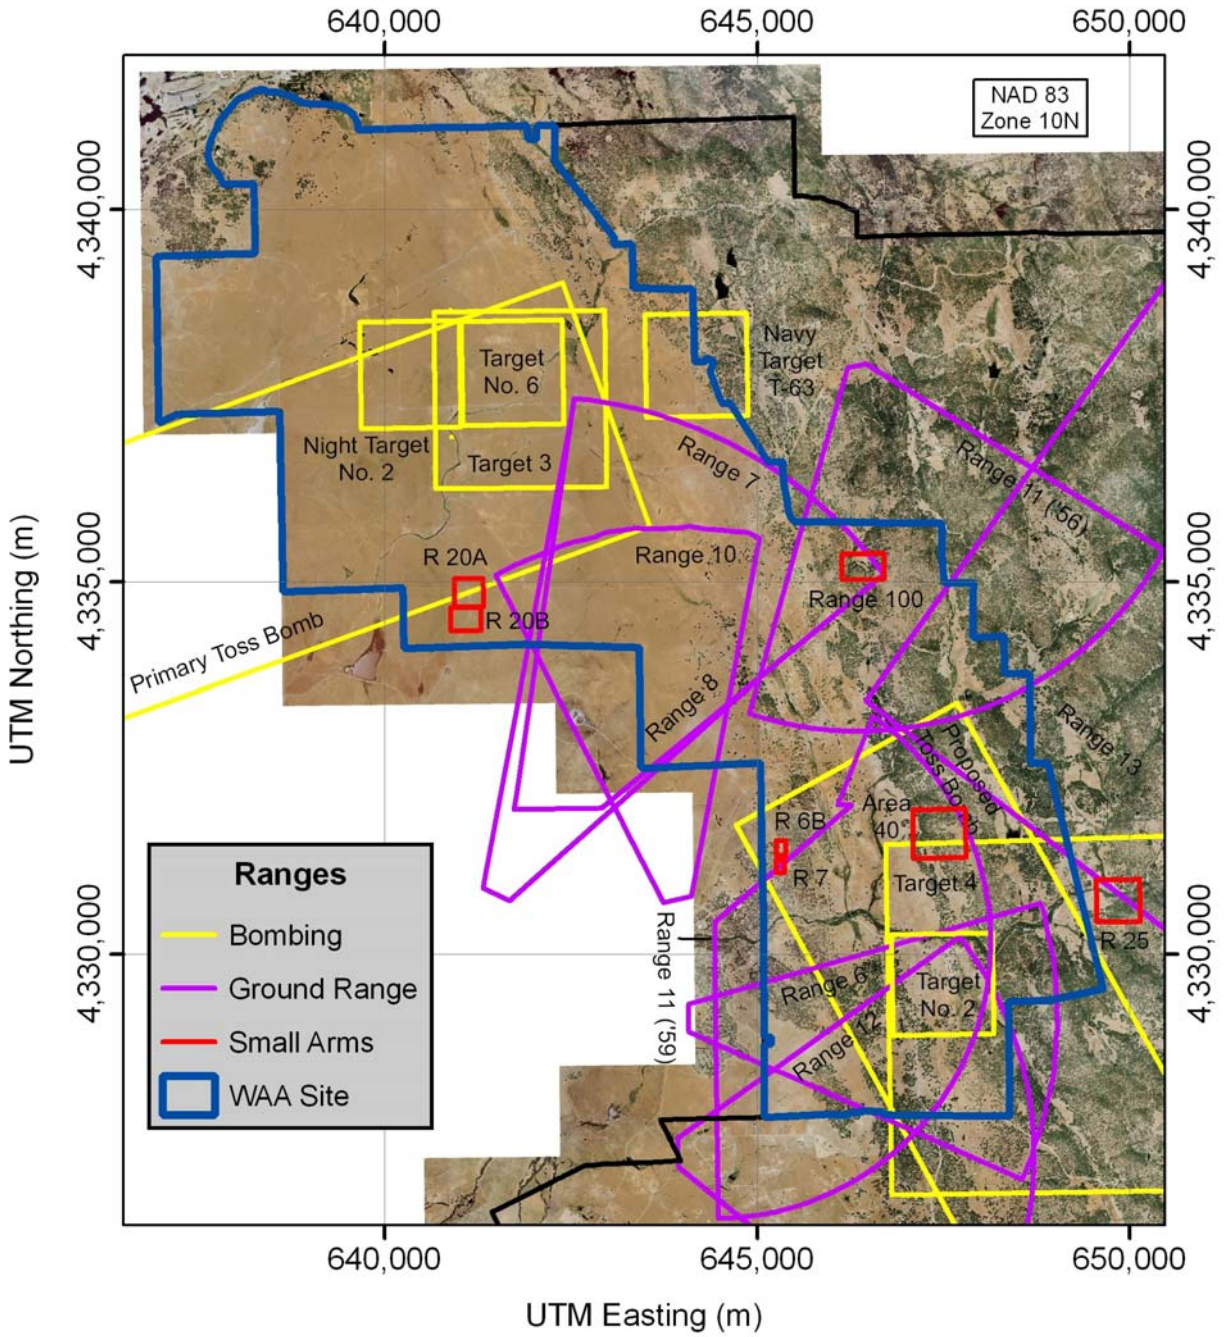 640,000
645,000
650,000
NAD 83
Zone 10N
4,340,000
4,340,000
Navy
Target
T-63
Target
No. 6
Night Target
No. 2
Target 3
Range 7
Range 11 ('56)
R 20A
Range 10
4,335,000
4,335,000
Range 100
R 20B
Primary Toss Bomb
Range 8
Range 13
Proposed
Toss Bomb
Area
40
R 6B
R 7
Target 4
Ranges
Bombing
Ground Range
Small Arms
WAA Site
Range 11 ('59)
R 25
4,330,000
4,330,000
Range 6
Target
No. 2
Range 12
640,000
645,000
650,000
UTM Easting (m)
UTM Northing (m)